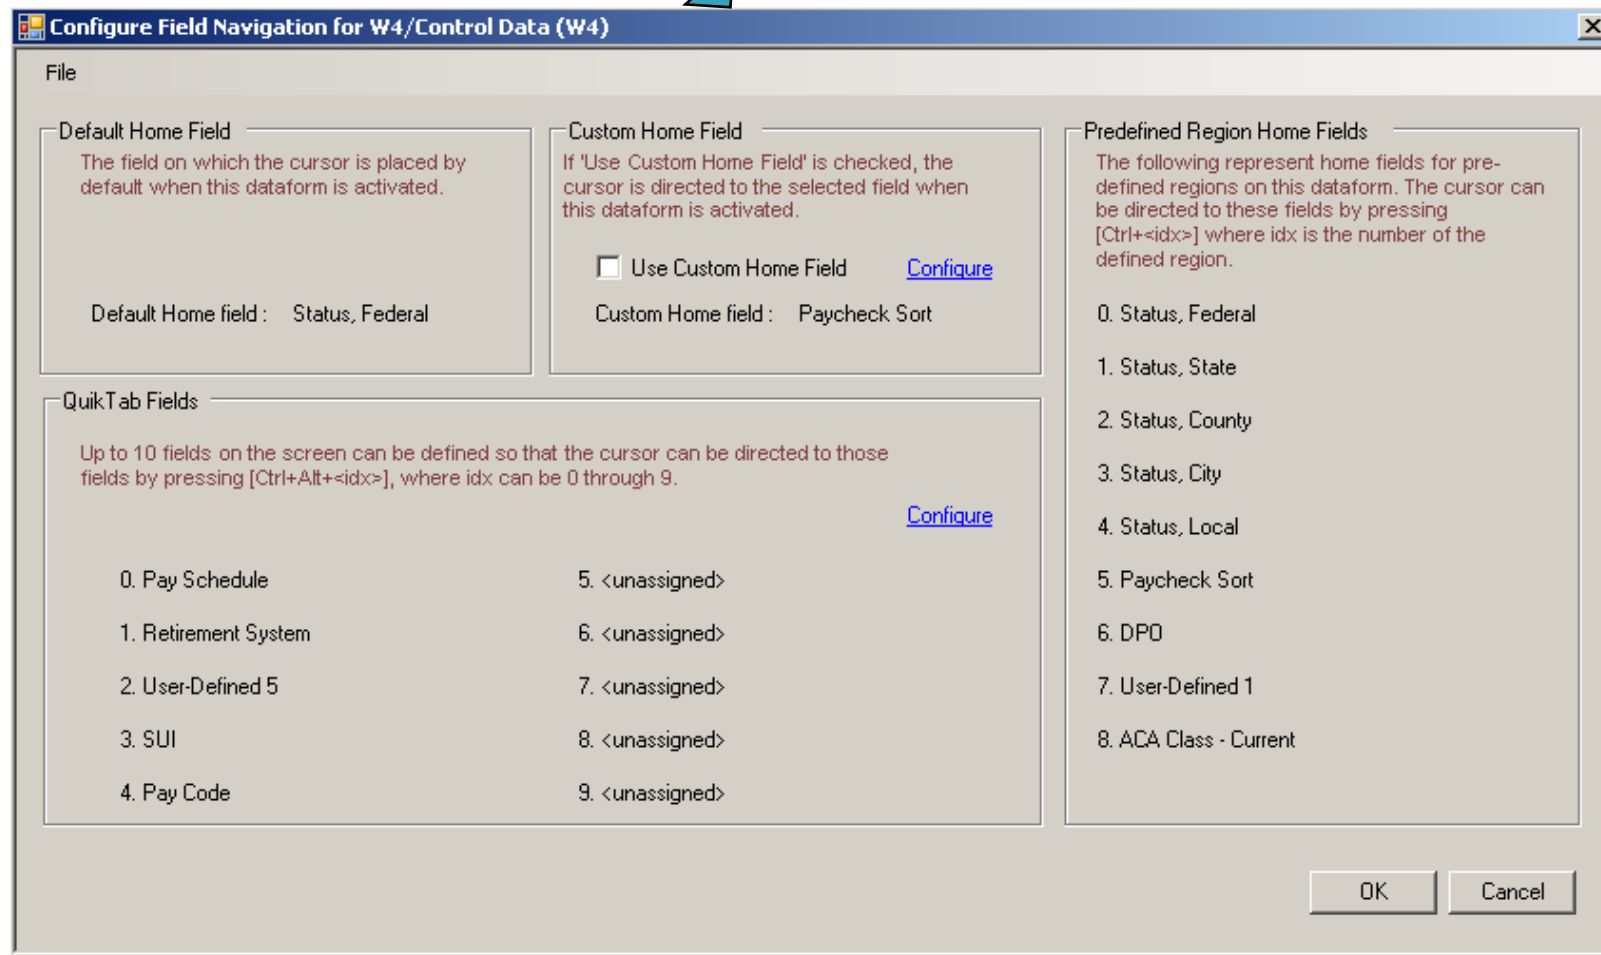 Configure Field Navigation for W4/Control Data (W4)
File
Default Home Field
The field on which the cursor is placed by
default when this dataform is activated.
Default Home field : Status, Federal
Custom Home Field
If 'Use Custom Home Field' is checked, the
cursor is directed to the selected field when
this dataform is activated.
Use Custom Home Field Configure
Custom Home field : Paycheck Sort
QuikTab Fields
Up to 10 fields on the screen can be defined so that the cursor can be directed to those
fields by pressing [Ctrl+Alt+<idx>], where idx can be 0 through 9.
Configure
0. Pay Schedule
1. Retirement System
2. User-Defined 5
3. SUI
4. Pay Code
5. <unassigned>
6. <unassigned>
7. <unassigned>
8. <unassigned>
9. <unassigned>
Predefined Region Home Fields
The following represent home fields for pre-
defined regions on this dataform. The cursor can
be directed to these fields by pressing
[Ctrl+<idx>] where idx is the number of the
defined region.
0. Status, Federal
1. Status, State
2. Status, County
3. Status, City
4. Status, Local
5. Paycheck Sort
6. DPO
7. User-Defined 1
8. ACA Class - Current
OK Cancel